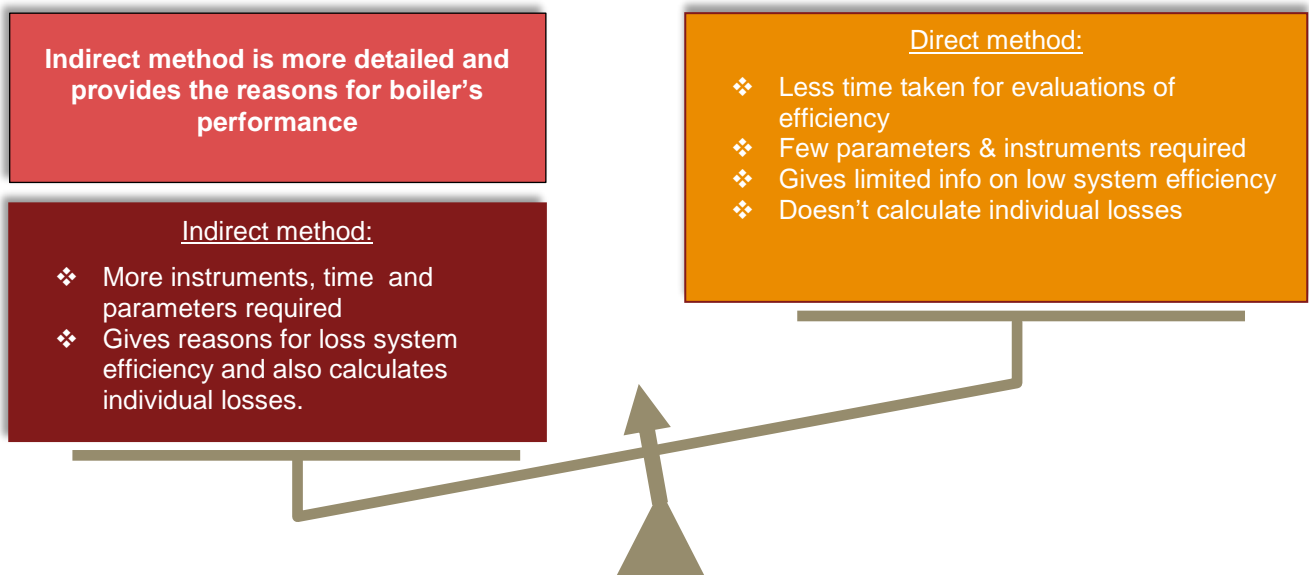 Indirect method is more detailed and
provides the reasons for boiler's
performance
Indirect method:
❖ More instruments, time and
parameters required
❖ Gives reasons for loss system
efficiency and also calculates
individual losses.
Direct method:
❖ Less time taken for evaluations of
efficiency
❖ Few parameters & instruments required
❖ Gives limited info on low system efficiency
❖ Doesn't calculate individual losses